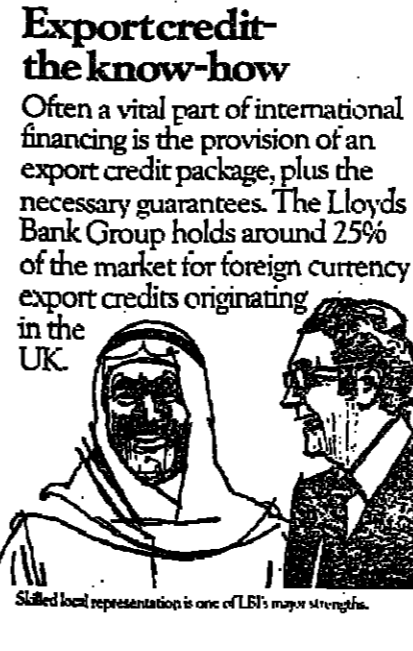 Export credit-
the know-how
Often a vital part of international
financing is the provision of an
export credit package, plus the
necessary guarantees. The Lloyds
Bank Group holds around 25%
of the market for foreign currency
export credits originating
in the
UK.
Skilled local representation is one of LBI's major strengths.